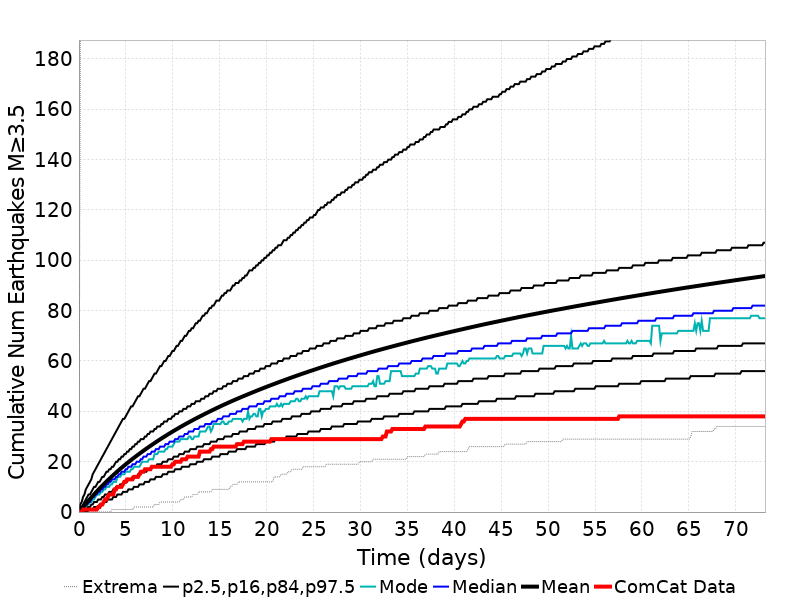 Cumulative Num Earthquakes M≥3.5
180
160
140
120
100
80
60
40
20
0
0 5 10 15 20 25 30 35 40 45 50 55 60 65 70
Time (days)
Extrema p2.5,p16,p84,p97.5 Mode Median Mean ComCat Data